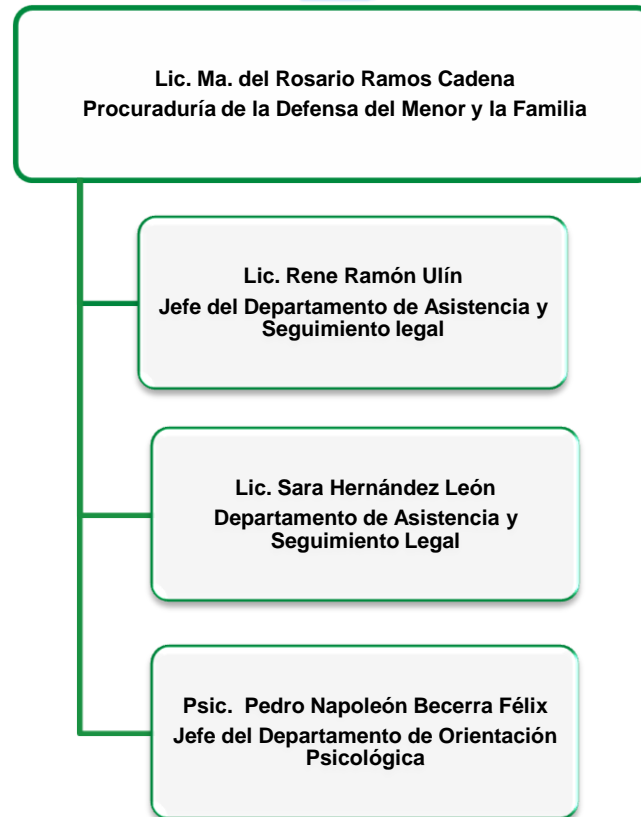 Lic. Ma. del Rosario Ramos Cadena
Procuraduría de la Defensa del Menor y la Familia
Lic. Rene Ramón Ulín
Jefe del Departamento de Asistencia y
Seguimiento legal
Lic. Sara Hernández León
Departamento de Asistencia y
Seguimiento Legal
Psic.  Pedro Napoleón Becerra Félix
Jefe del Departamento de Orientación
Psicológica